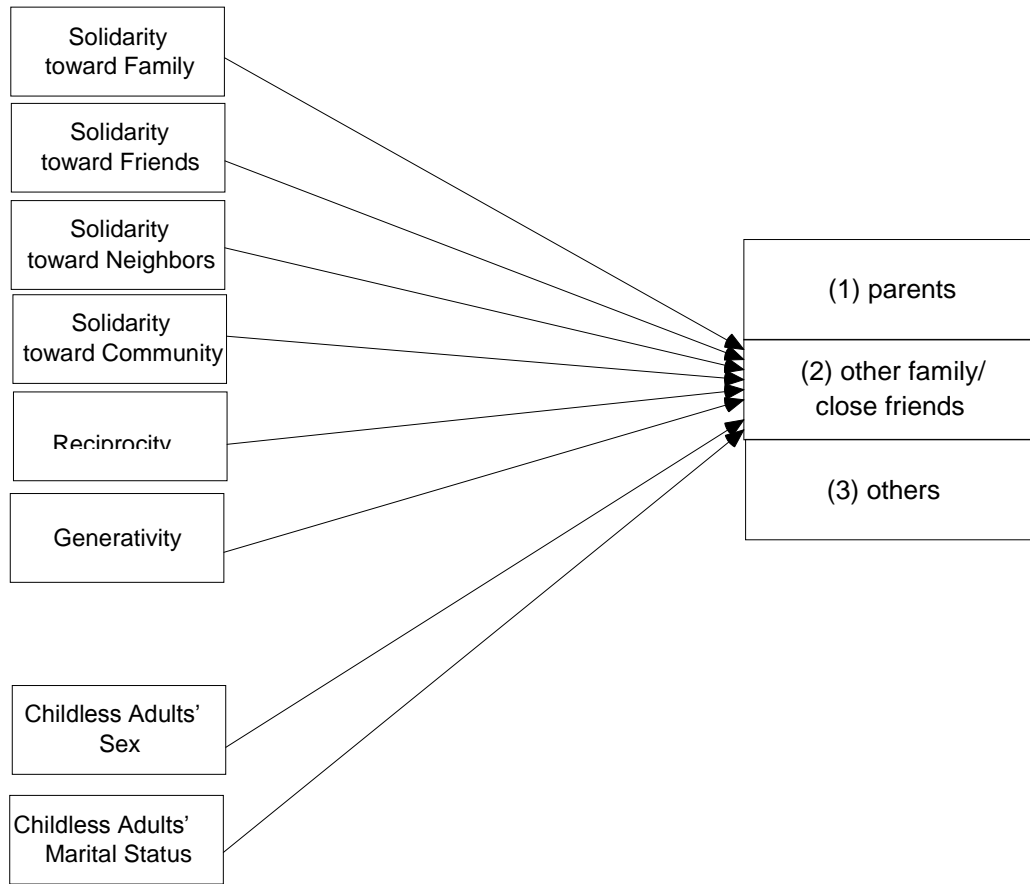 Solidarity
toward Family
Solidarity
toward Friends
Solidarity
toward Neighbors
Solidarity
toward Community
Reciprocity
Generativity
Childless Adults’
Sex
Childless Adults’
Marital Status
(1) parents
(2) other family/
close friends
(3) others